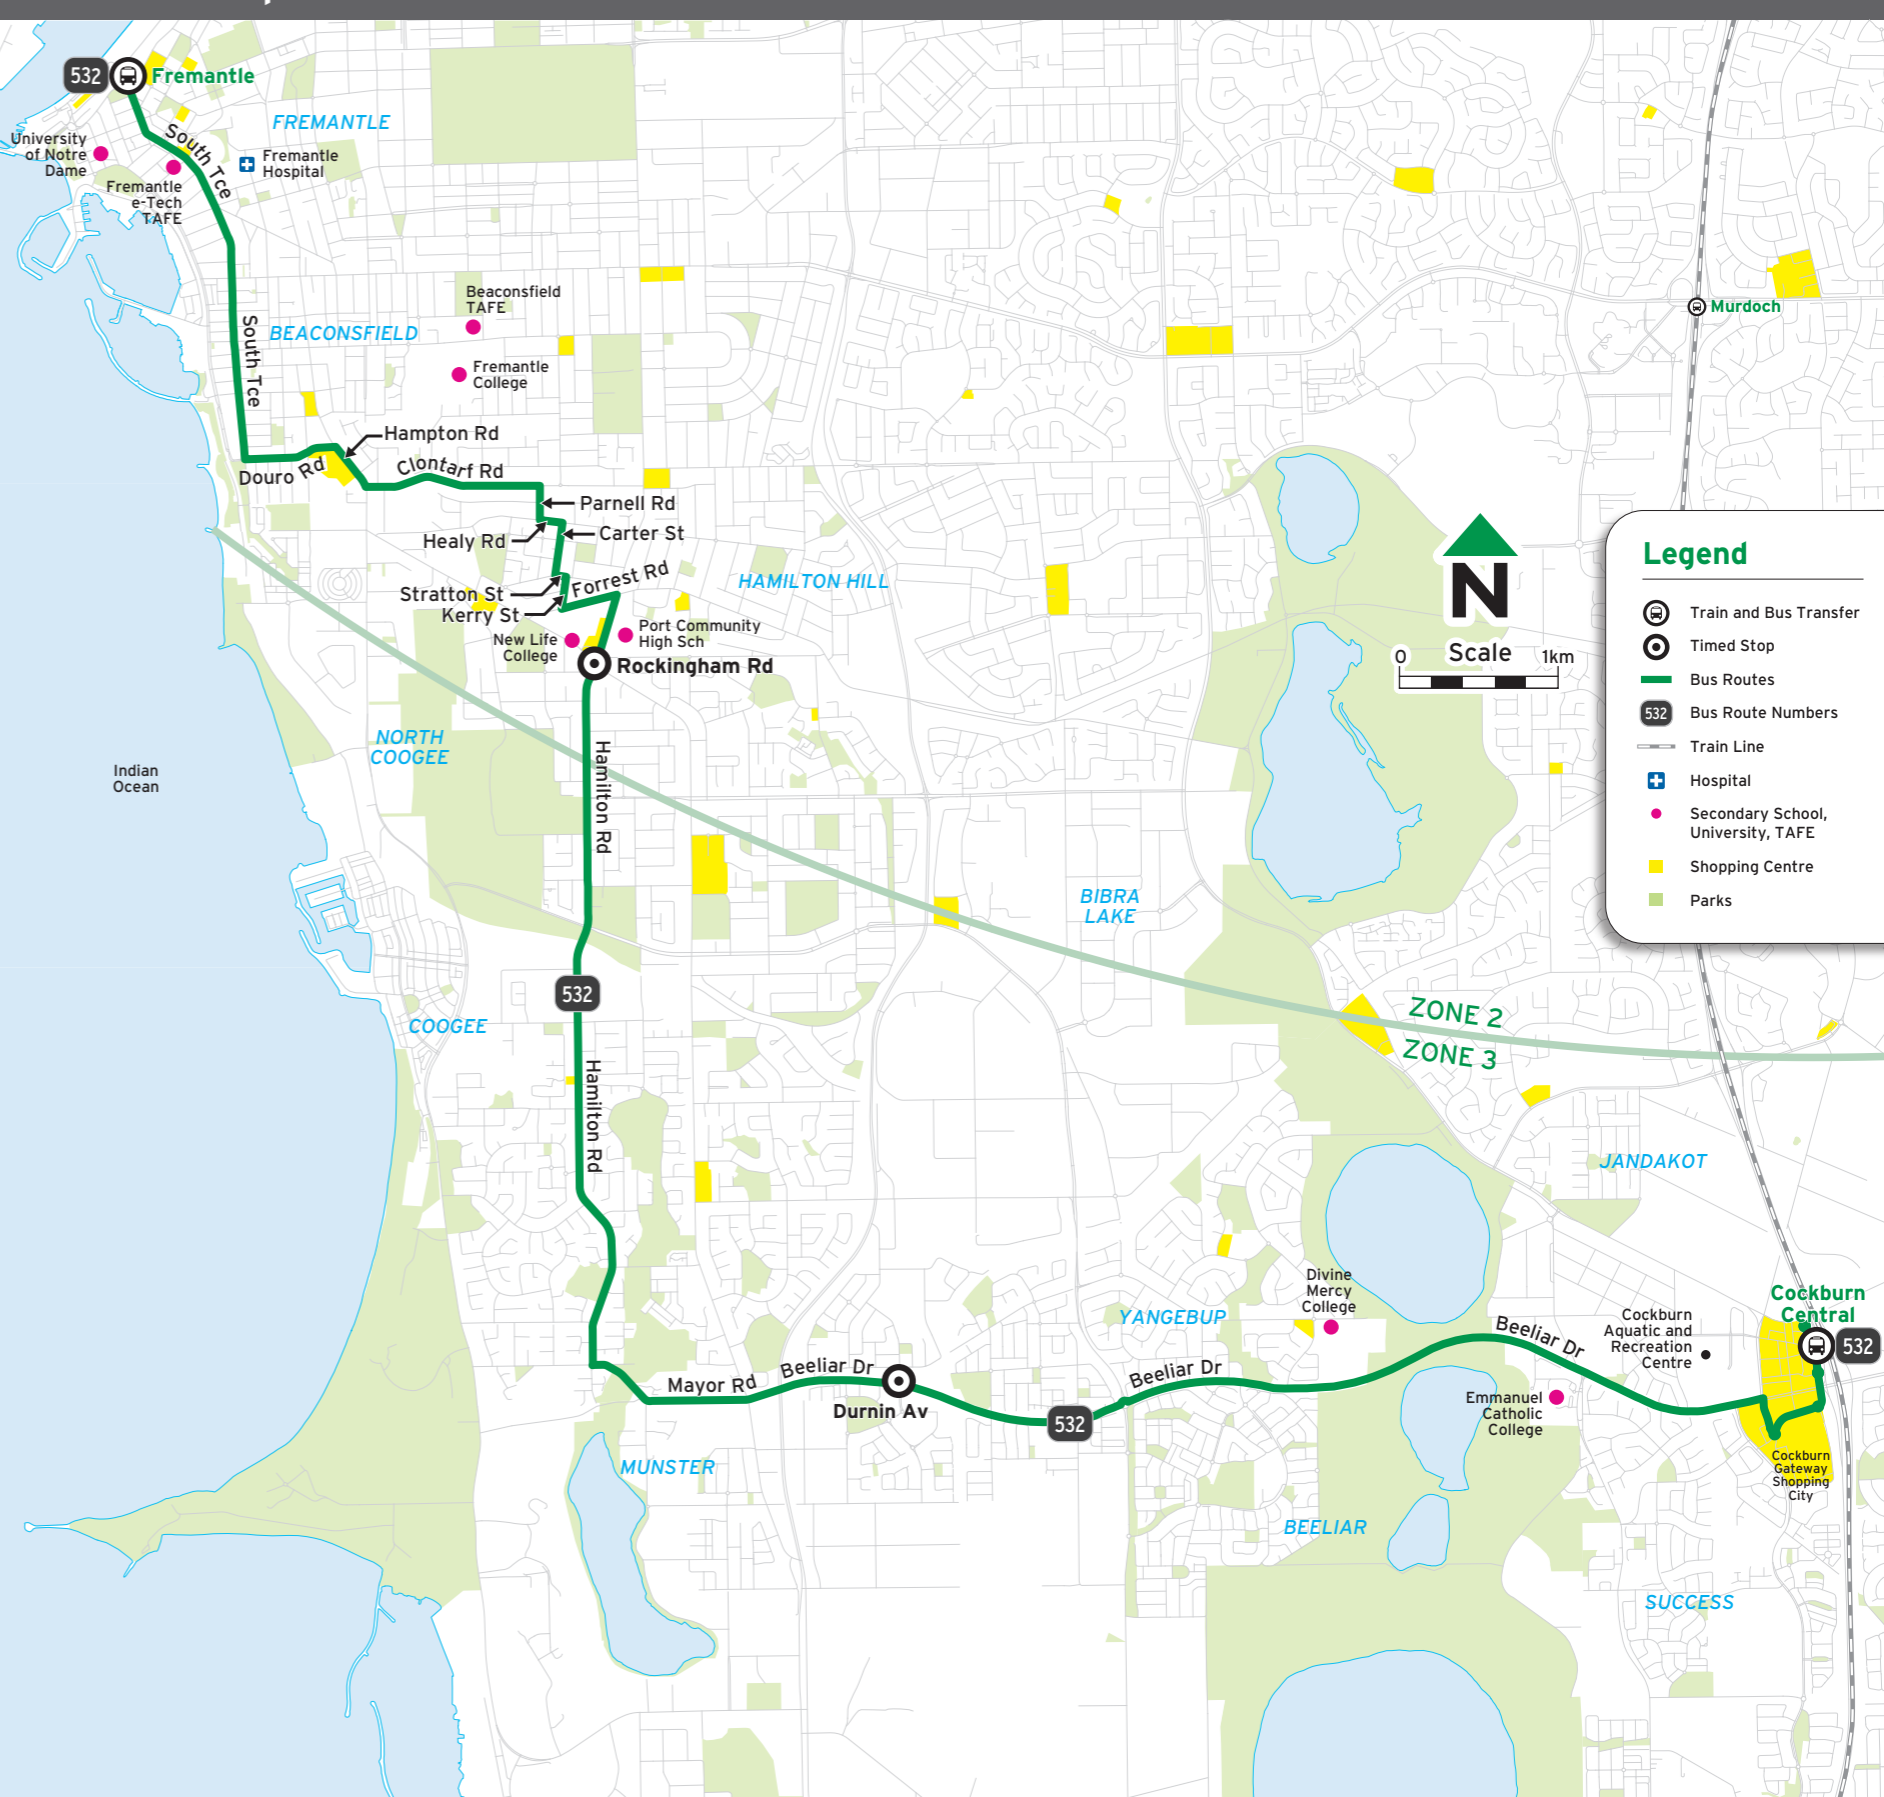 532
Fremantle
FREMANTLE
South Tce
University
of Notre
Dame
Fremantle
Hospital
Fremantle
e-Tech
TAFE
Beaconsfield
TAFE
Murdoch
South Tce
BEACONSFIELD
Fremantle
College
Hampton Rd
Clontarf Rd
Douro Rd
Parnell Rd
Healy Rd
Carter St
Stratton St
Forrest Rd
HAMILTON HILL
Kerry St
New Life
College
Port Community
High Sch
Rockingham Rd
N
0
Scale
1km
Legend
Train and Bus Transfer
Timed Stop
Bus Routes
532
Bus Route Numbers
Train Line
Hospital
Secondary School,
University, TAFE
Shopping Centre
Parks
NORTH
COOGEE
Indian
Ocean
Hamilton Rd
BIBRA
LAKE
532
COOGEE
ZONE 2
ZONE 3
Hamilton Rd
JANDAKOT
Divine
Mercy
College
YANGEBUP
Cockburn
Central
532
Cockburn
Aquatic and
Recreation
Centre
Beeliar Dr
Beeliar Dr
Beeliar Dr
Mayor Rd
Durnin Av
532
Emmanuel
Catholic
College
Cockburn
Gateway
Shopping
City
MUNSTER
BEELIAR
SUCCESS